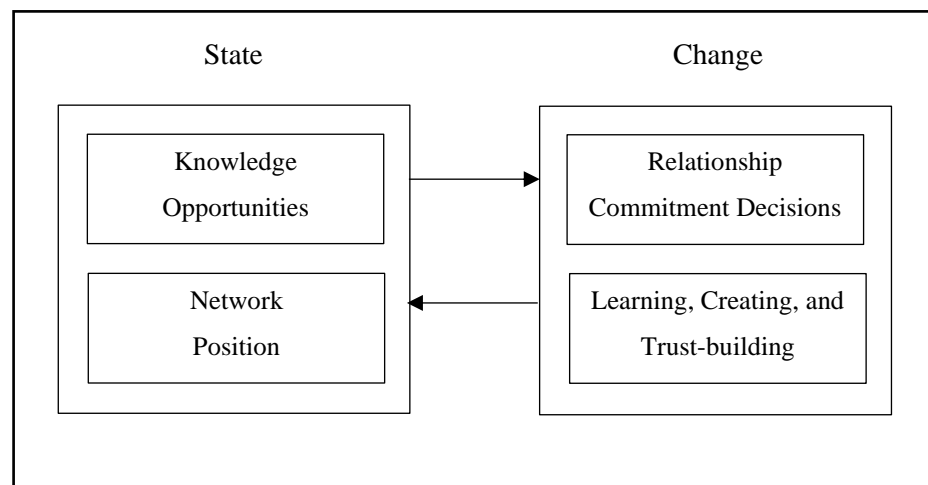 State
Change
Knowledge
Opportunities
Relationship
Commitment Decisions
Network
Position
Learning, Creating, and
Trust-building